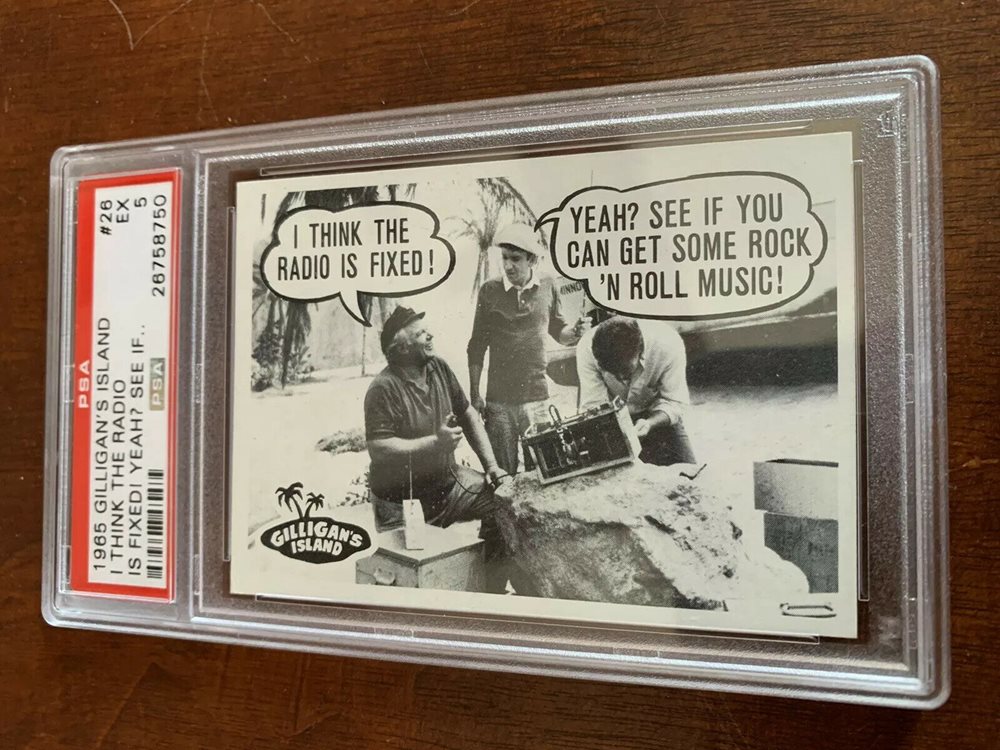 1965 GILLIGAN'S ISLAND #26
I THINK THE RADIO EX
IS FIXED! YEAH? SEE IF.. 5
26758750
PSA
PSA
I THINK THE
RADIO IS FIXED!
YEAH? SEE IF YOU
CAN GET SOME ROCK
'N ROLL MUSIC!
GILLIGAN'S
ISLAND